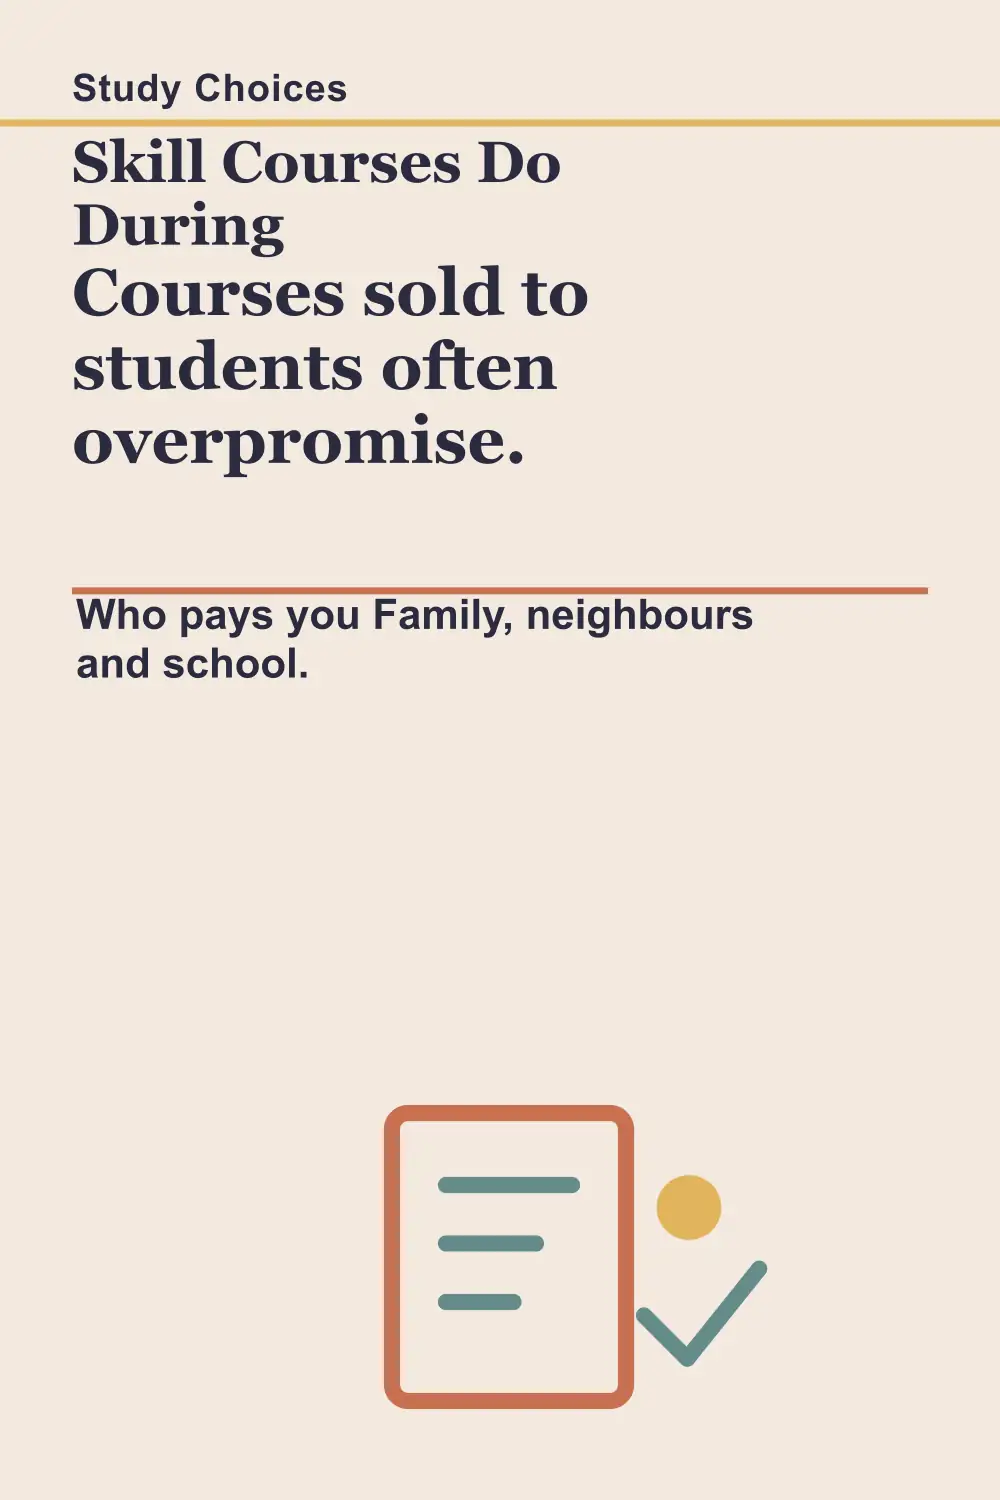 Study Choices
Skill Courses Do
During
Courses sold to
students often
overpromise.
Who pays you Family, neighbours
and school.